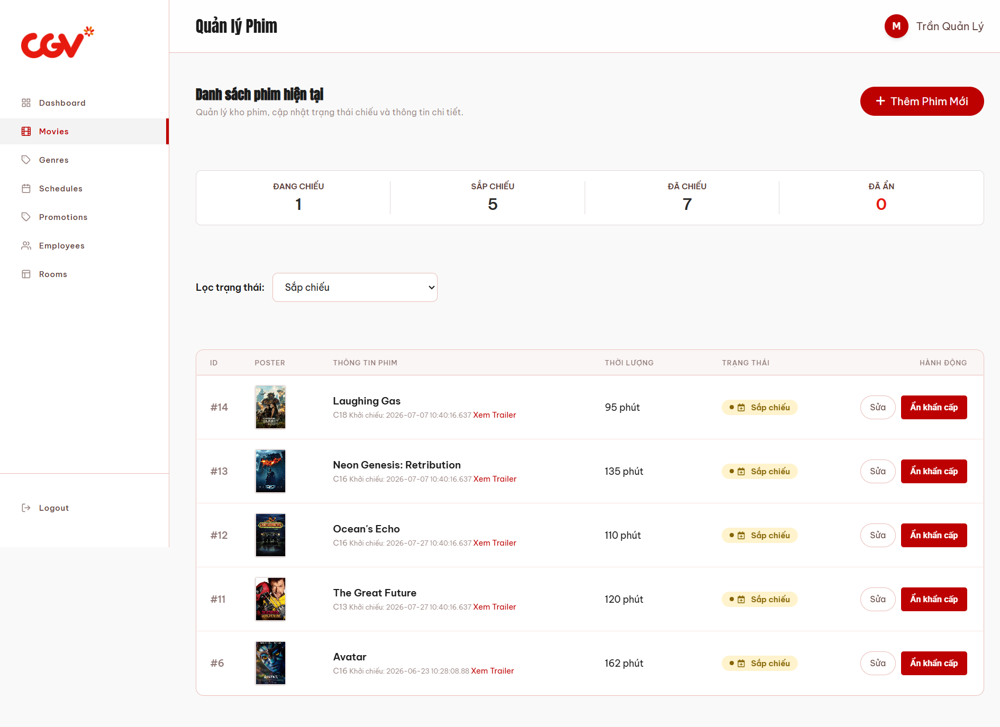 CGV
Quản lý Phim
M
Trần Quản Lý
Dashboard
Movies
Genres
Schedules
Promotions
Employees
Rooms
Logout
Danh sách phim hiện tại
Quản lý kho phim, cập nhật trạng thái chiếu và thông tin chi tiết.
+ Thêm Phim Mới
ĐANG CHIẾU
1
SẮP CHIẾU
5
ĐÃ CHIẾU
7
ĐÃ ẨN
0
Lọc trạng thái:
Sắp chiếu
ID POSTER THÔNG TIN PHIM THỜI LƯỢNG TRẠNG THÁI HÀNH ĐỘNG
#14
Laughing Gas
C18 Khởi chiếu: 2026-07-07 10:40:16.637 Xem Trailer
95 phút
Sắp chiếu
Sửa
Ẩn khẩn cấp
#13
Neon Genesis: Retribution
C16 Khởi chiếu: 2026-07-07 10:40:16.637 Xem Trailer
135 phút
Sắp chiếu
Sửa
Ẩn khẩn cấp
#12
Ocean's Echo
C16 Khởi chiếu: 2026-07-27 10:40:16.637 Xem Trailer
110 phút
Sắp chiếu
Sửa
Ẩn khẩn cấp
#11
WOLVERINE
The Great Future
C13 Khởi chiếu: 2026-07-27 10:40:16.637 Xem Trailer
120 phút
Sắp chiếu
Sửa
Ẩn khẩn cấp
#6
AVATAR
Avatar
C16 Khởi chiếu: 2026-06-23 10:28:08.88 Xem Trailer
162 phút
Sắp chiếu
Sửa
Ẩn khẩn cấp